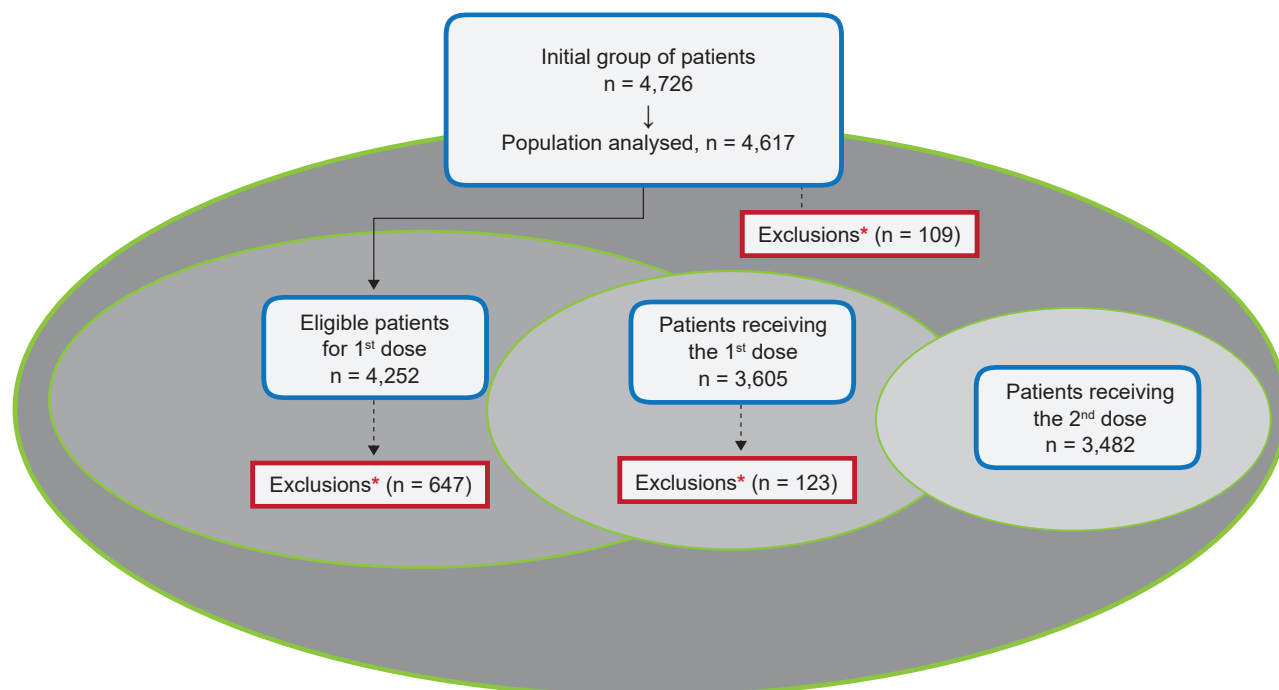 Initial group of patients
n = 4,726
↓
Population analysed, n = 4,617
Exclusions* (n = 109)
Eligible patients
for 1st dose
n = 4,252
Exclusions* (n = 647)
Patients receiving
the 1st dose
n = 3,605
Exclusions* (n = 123)
Patients receiving
the 2nd dose
n = 3,482